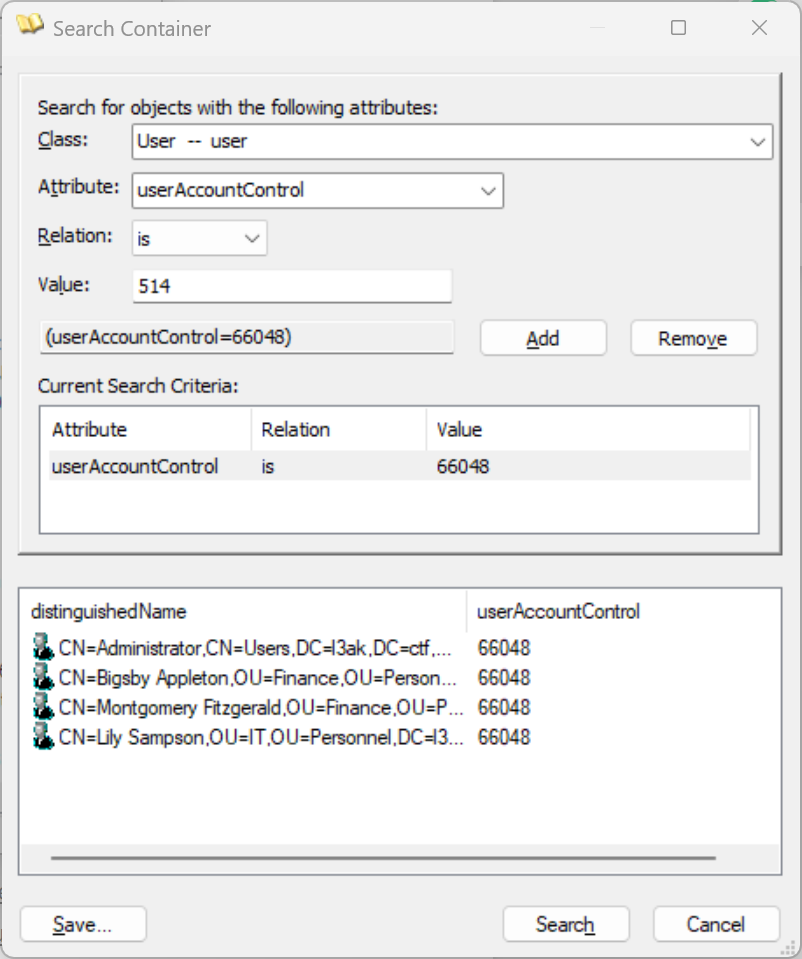 Search Container
Search for objects with the following attributes:
Class: User -- user
Attribute: userAccountControl
Relation: is
Value: 514
(userAccountControl=66048) Add Remove
Current Search Criteria:
Attribute Relation Value
userAccountControl is 66048
distinguishedName userAccountControl
CN=Administrator,CN=Users,DC=l3ak,DC=ctf,... 66048
CN=Bigsby Appleton,OU=Finance,OU=Person... 66048
CN=Montgomery Fitzgerald,OU=Finance,OU=P... 66048
CN=Lily Sampson,OU=IT,OU=Personnel,DC=l3... 66048
Save... Search Cancel